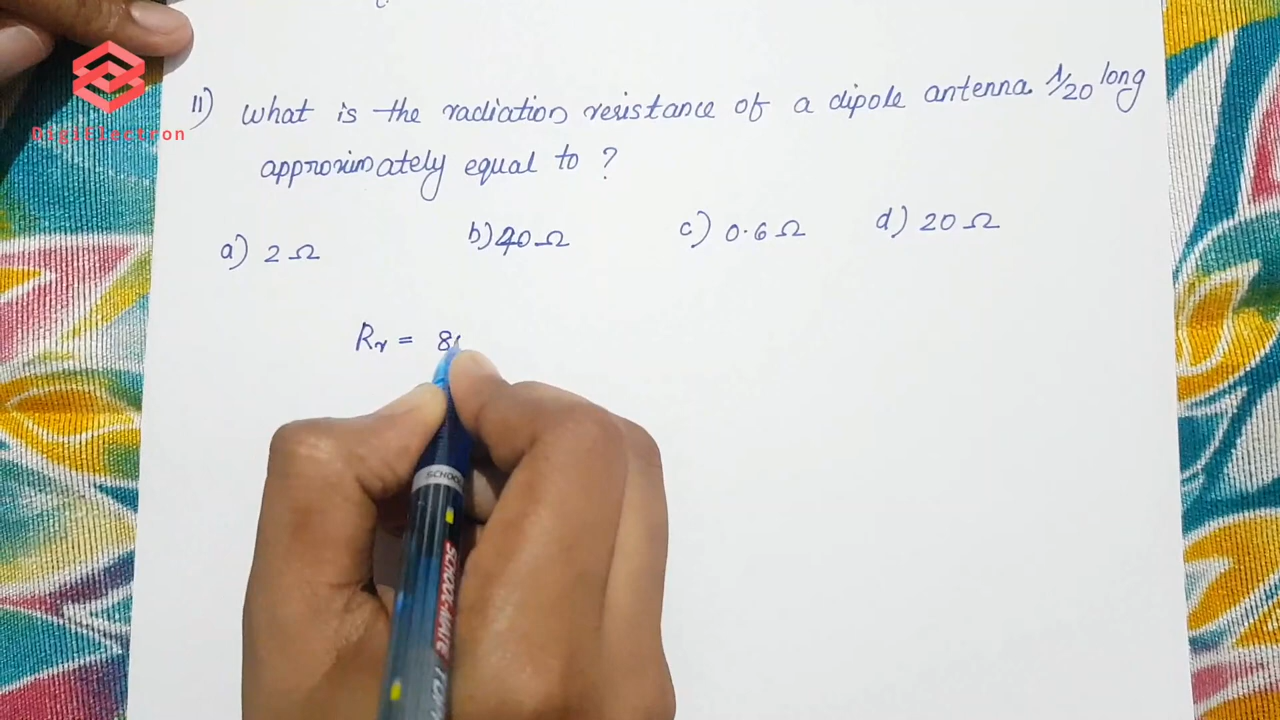 11) What is the radiation resistance of a dipole antenna λ/20 long
approximately equal to ?
a) 2 Ω b) 40 Ω c) 0.6 Ω d) 20 Ω
Rr = 8
DigiElectron
SCHOOLMATE